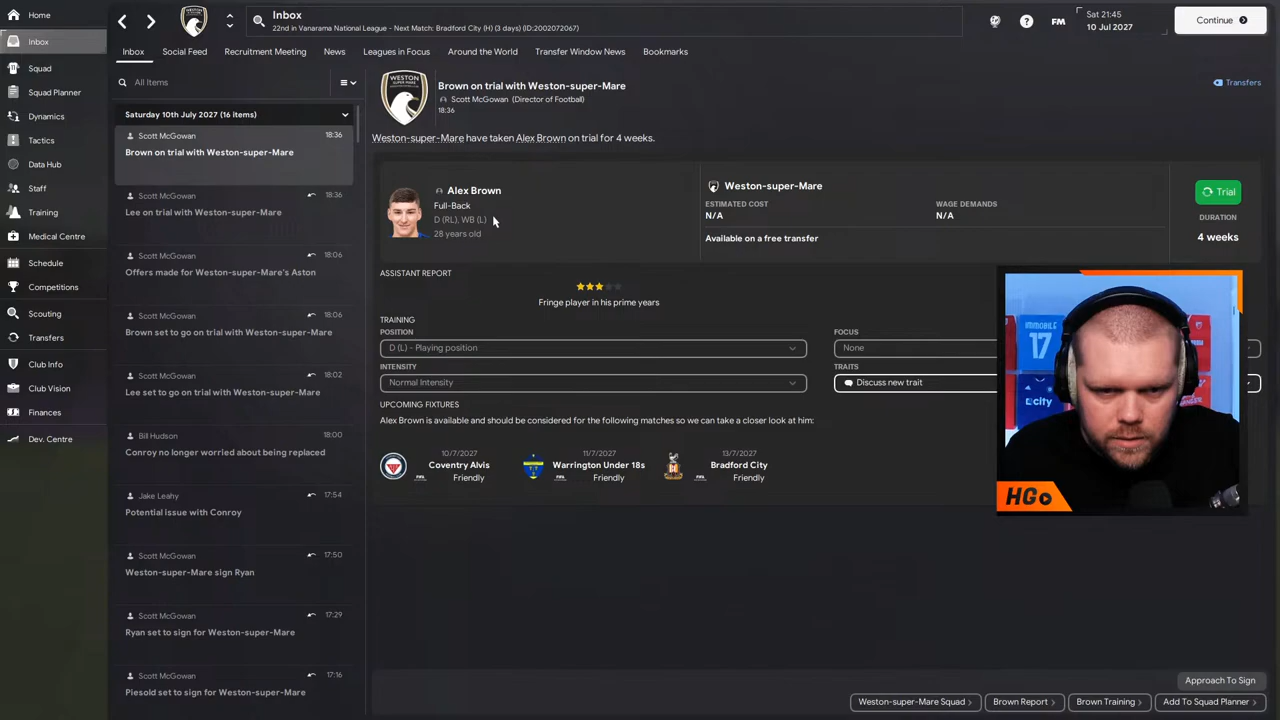 Home
Inbox
Squad
Squad Planner
Dynamics
Tactics
Data Hub
Staff
Training
Medical Centre
Schedule
Competitions
Scouting
Transfers
Club Info
Club Vision
Finances
Dev. Centre
Inbox
22nd in Vanarama National League - Next Match: Bradford City (H) (3 days) (ID:2002072067)
?
FM
Sat 21:45
10 Jul 2027
Continue
Inbox
Social Feed
Recruitment Meeting
News
Leagues in Focus
Around the World
Transfer Window News
Bookmarks
All Items
Saturday 10th July 2027 (16 items)
Scott McGowan 18:36
Brown on trial with Weston-super-Mare
Scott McGowan 18:36
Lee on trial with Weston-super-Mare
Scott McGowan 18:06
Offers made for Weston-super-Mare's Aston
Scott McGowan 18:06
Brown set to go on trial with Weston-super-Mare
Scott McGowan 18:02
Lee set to go on trial with Weston-super-Mare
Bill Hudson 18:00
Conroy no longer worried about being replaced
Jake Leahy 17:54
Potential issue with Conroy
Scott McGowan 17:50
Weston-super-Mare sign Ryan
Scott McGowan 17:29
Ryan set to sign for Weston-super-Mare
Scott McGowan 17:16
Piesold set to sign for Weston-super-Mare
WESTON
SUPER MARE
Brown on trial with Weston-super-Mare
Scott McGowan (Director of Football)
18:36
Transfers
Weston-super-Mare have taken Alex Brown on trial for 4 weeks.
Alex Brown
Full-Back
D (RL), WB (L)
28 years old
Weston-super-Mare
ESTIMATED COST
N/A
WAGE DEMANDS
N/A
Available on a free transfer
Trial
DURATION
4 weeks
ASSISTANT REPORT
Fringe player in his prime years
TRAINING
POSITION
D (L) - Playing position
FOCUS
None
INTENSITY
Normal Intensity
TRAITS
Discuss new trait
UPCOMING FIXTURES
Alex Brown is available and should be considered for the following matches so we can take a closer look at him:
10/7/2027
Coventry Alvis
Friendly
11/7/2027
Warrington Under 18s
Friendly
13/7/2027
Bradford City
Friendly
IMMOBILE
17
city
HG
Approach To Sign
Weston-super-Mare Squad
Brown Report
Brown Training
Add To Squad Planner